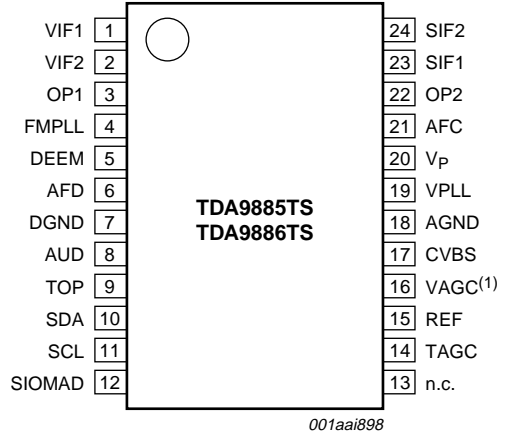 VIF1 1
VIF2 2
OP1 3
FMPLL 4
DEEM 5
AFD 6
DGND 7
AUD 8
TOP 9
SDA 10
SCL 11
SIOMAD 12
TDA9885TS
TDA9886TS
24 SIF2
23 SIF1
22 OP2
21 AFC
20 VP
19 VPLL
18 AGND
17 CVBS
16 VAGC(1)
15 REF
14 TAGC
13 n.c.
001aai898